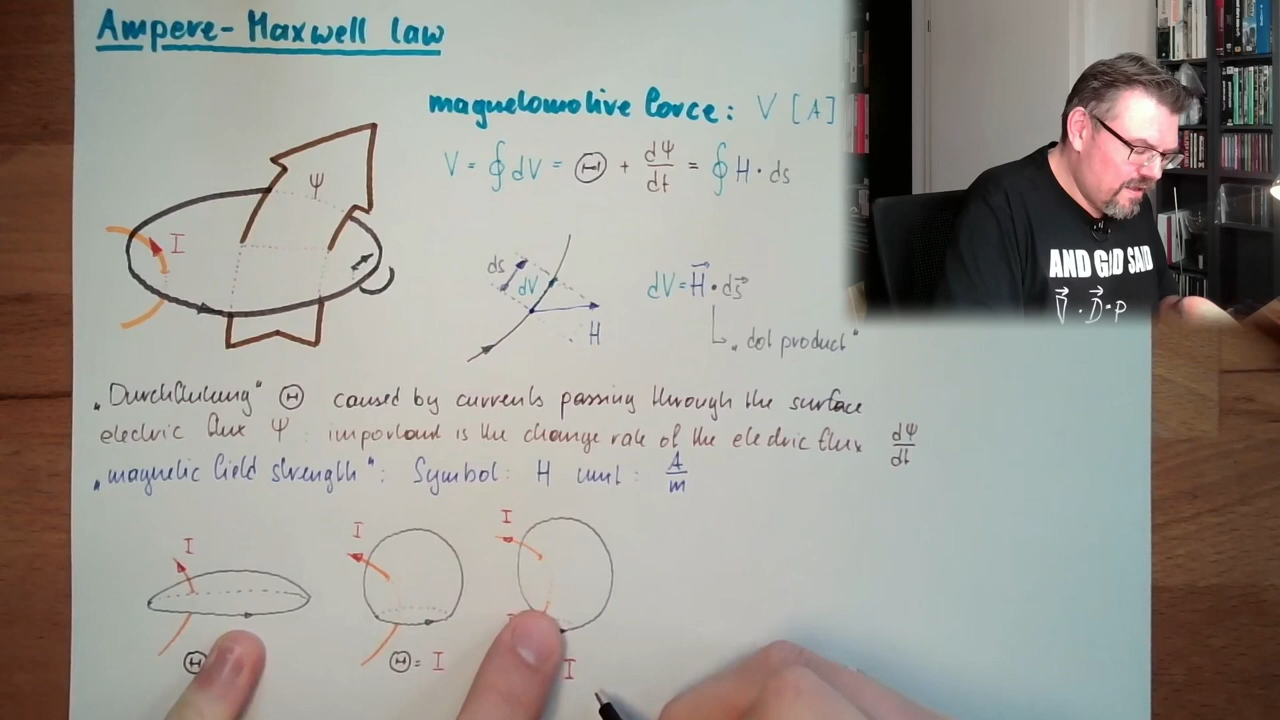 Ampere-Maxwell law
magnetomotive force: V [A]
V = ∮ dV = Θ + dΨ/dt = ∮ H · ds
Ψ
I
ds
dV
H
dV = H⃗ · ds⃗
„dot product"
AND GOD SAID
∇⃗ · D⃗ = ρ
„Durchflutung" Θ caused by currents passing through the surface
electric flux Ψ : important is the change rate of the electric flux dΨ/dt
„magnetic field strength": Symbol: H unit: A/m
I I I
Θ Θ = I I